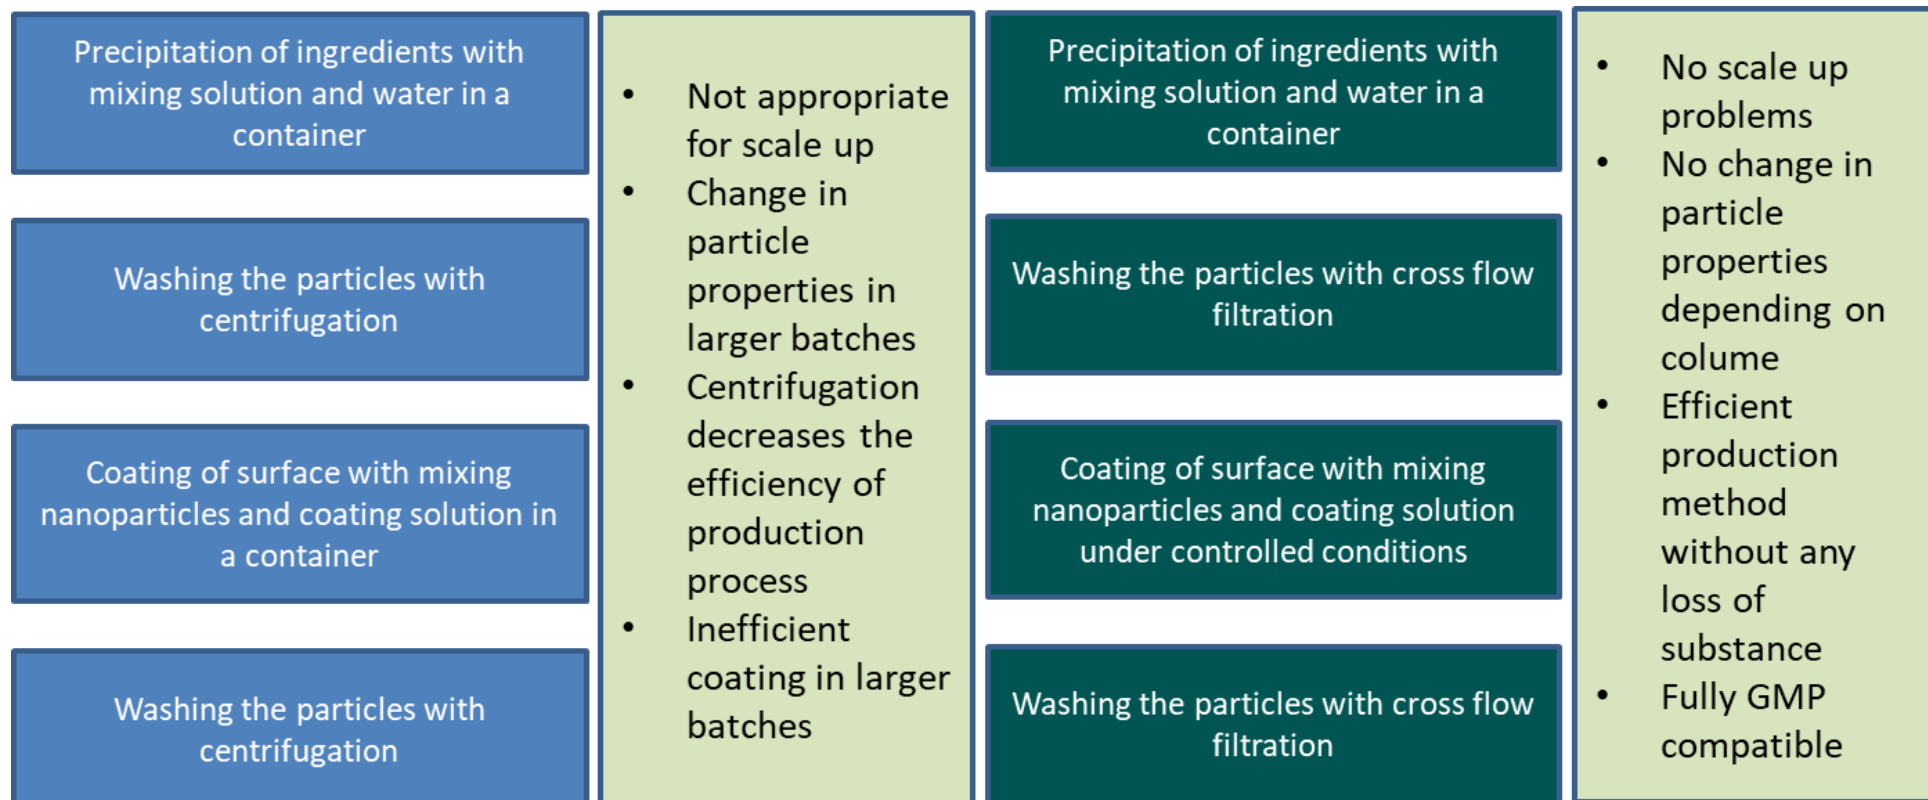 Precipitation of ingredients with
mixing solution and water in a
container
Washing the particles with
centrifugation
Coating of surface with mixing
nanoparticles and coating solution in
a container
Washing the particles with
centrifugation
• Not appropriate
for scale up
• Change in
particle
properties in
larger batches
• Centrifugation
decreases the
efficiency of
production
process
• Inefficient
coating in larger
batches
Precipitation of ingredients with
mixing solution and water in a
container
Washing the particles with cross flow
filtration
Coating of surface with mixing
nanoparticles and coating solution
under controlled conditions
Washing the particles with cross flow
filtration
• No scale up
problems
• No change in
particle
properties
depending on
colume
• Efficient
production
method
without any
loss of
substance
• Fully GMP
compatible